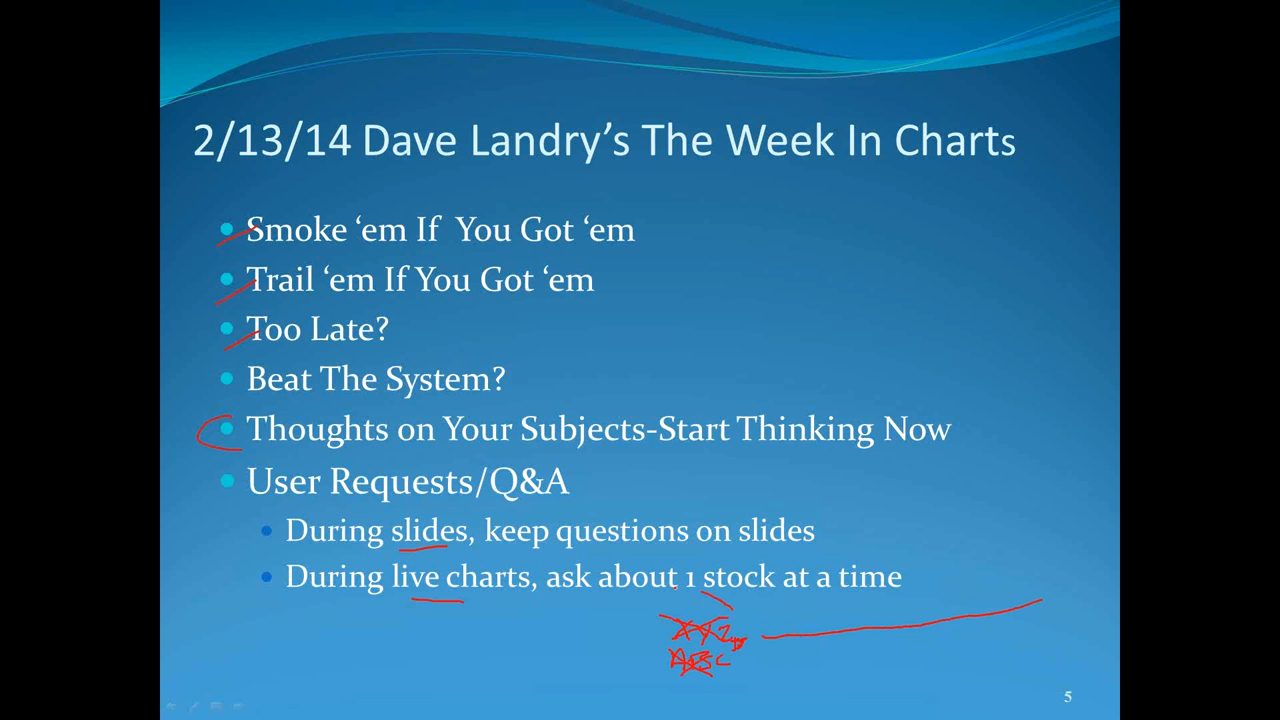 2/13/14 Dave Landry’s The Week In Charts
Smoke ‘em If You Got ‘em
Trail ‘em If You Got ‘em
Too Late?
Beat The System?
Thoughts on Your Subjects-Start Thinking Now
User Requests/Q&A
During slides, keep questions on slides
During live charts, ask about 1 stock at a time
ABC
5